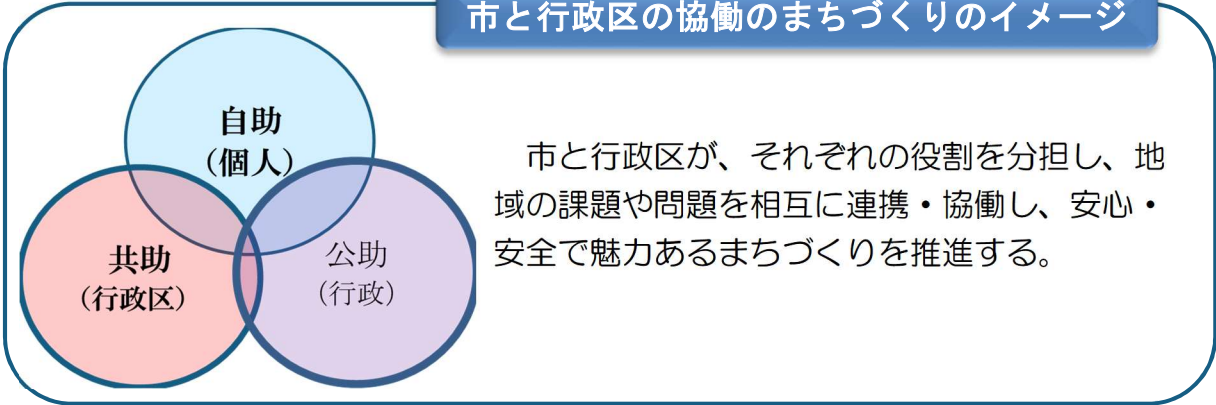 市と行政区の協働のまちづくりのイメージ
自助
(個人)
共助
(行政区)
公助
(行政)
市と行政区が、それぞれの役割を分担し、地
域の課題や問題を相互に連携・協働し、安心・
安全で魅力あるまちづくりを推進する。